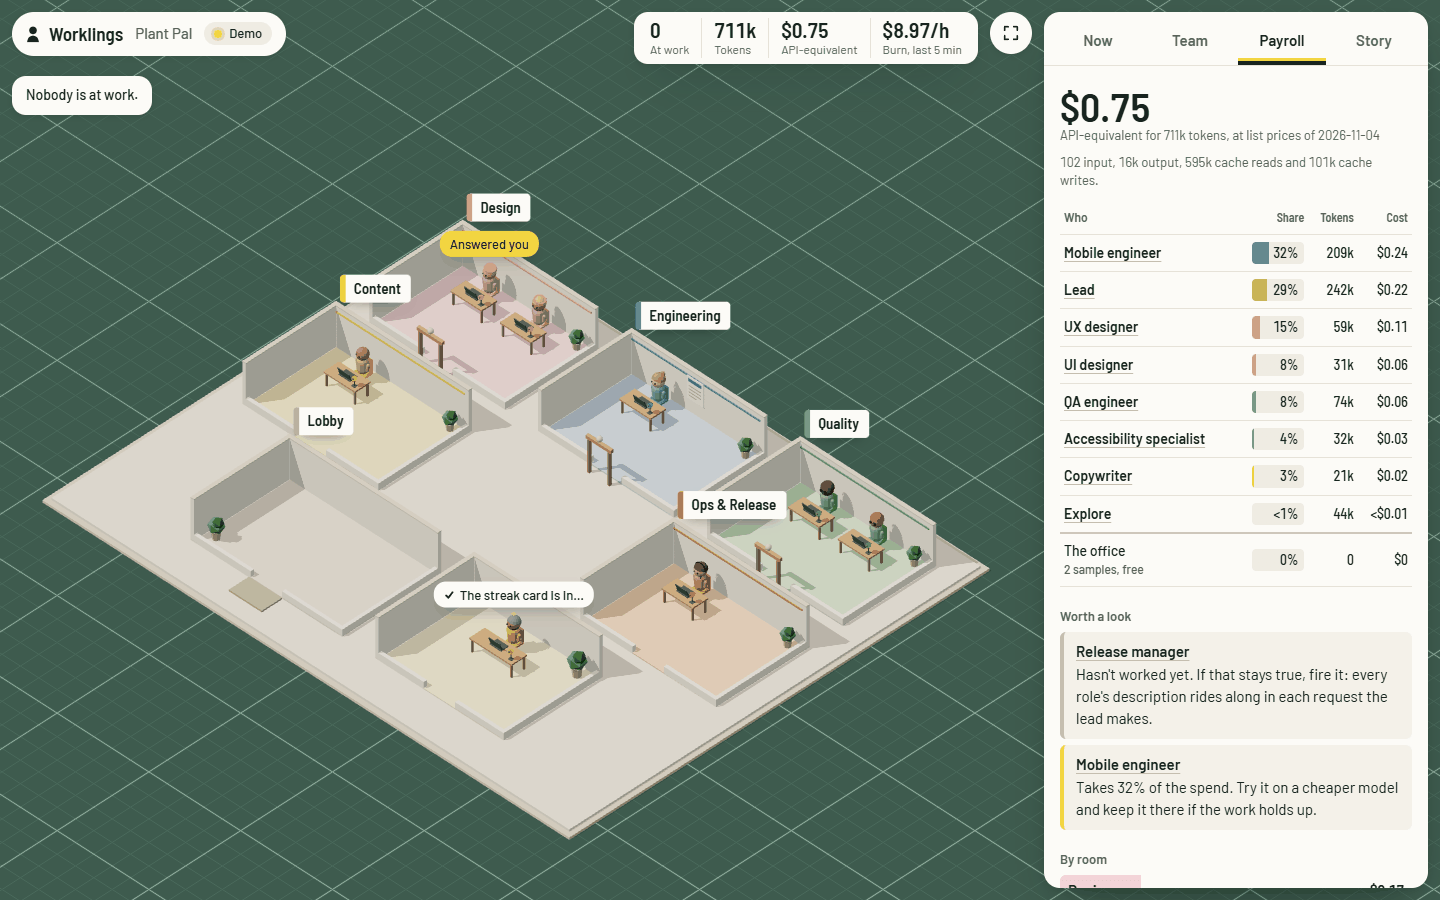 Worklings Plant Pal Demo
Nobody is at work.
0 At work
711k Tokens
$0.75 API-equivalent
$8.97/h Burn, last 5 min
Design
Answered you
Content
Engineering
Lobby
Quality
Ops & Release
✓ The streak card is in...
Now Team Payroll Story
$0.75
API-equivalent for 711k tokens, at list prices of 2026-11-04
102 input, 16k output, 595k cache reads and 101k cache
writes.
Who Share Tokens Cost
Mobile engineer 32% 209k $0.24
Lead 29% 242k $0.22
UX designer 15% 59k $0.11
UI designer 8% 31k $0.06
QA engineer 8% 74k $0.06
Accessibility specialist 4% 32k $0.03
Copywriter 3% 21k $0.02
Explore <1% 44k <$0.01
The office 0% 0 $0
2 samples, free
Worth a look
Release manager
Hasn't worked yet. If that stays true, fire it: every
role's description rides along in each request the
lead makes.
Mobile engineer
Takes 32% of the spend. Try it on a cheaper model
and keep it there if the work holds up.
By room